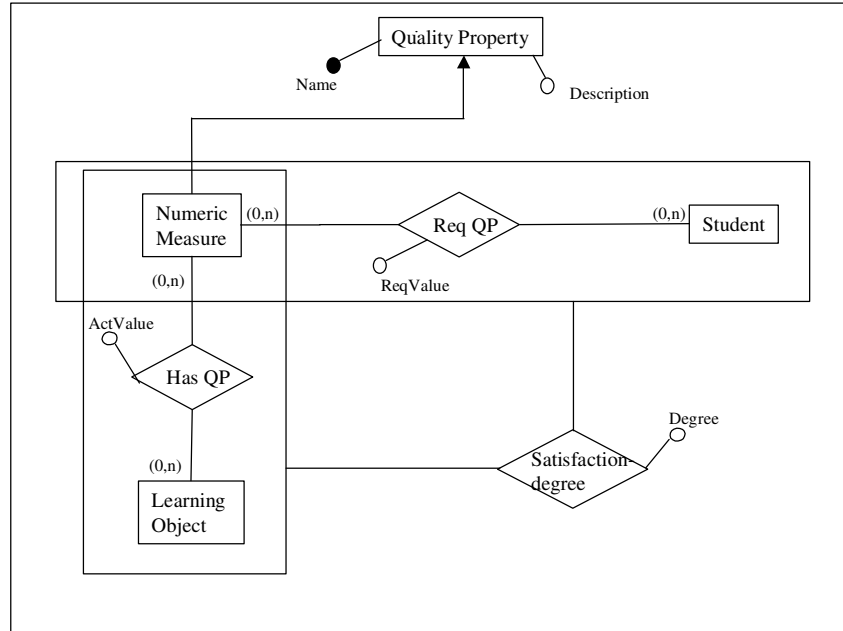 Quality Property
Name
Description
Numeric
Measure
(0,n)
Req QP
(0,n)
Student
(0,n)
ReqValue
ActValue
Has QP
Degree
Satisfaction-
degree
(0,n)
Learning
Object